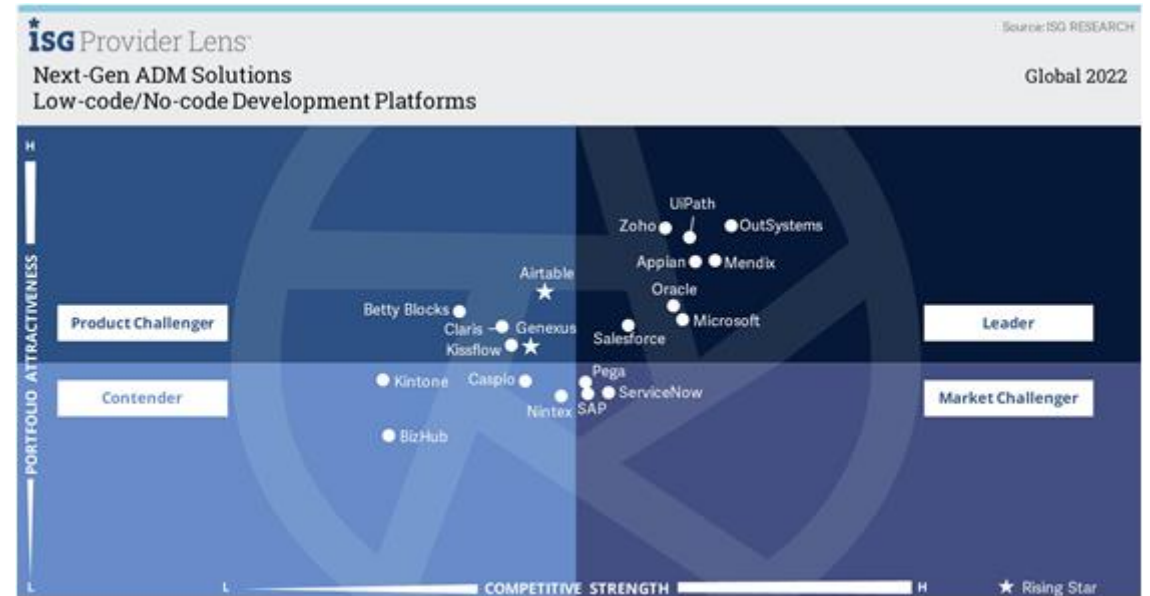 Source: ISG RESEARCH
ISG Provider Lens™
Next-Gen ADM Solutions
Low-code/No-code Development Platforms
Global 2022
H
PORTFOLIO ATTRACTIVENESS
L
UiPath
Zoho
OutSystems
Appian
Mendix
Airtable
Oracle
Betty Blocks
Microsoft
Claris
Genexus
Salesforce
Kissflow
Product Challenger
Leader
Pega
Kintone
Caspio
ServiceNow
Nintex
SAP
Contender
Market Challenger
BizHub
L
COMPETITIVE STRENGTH
H
★ Rising Star